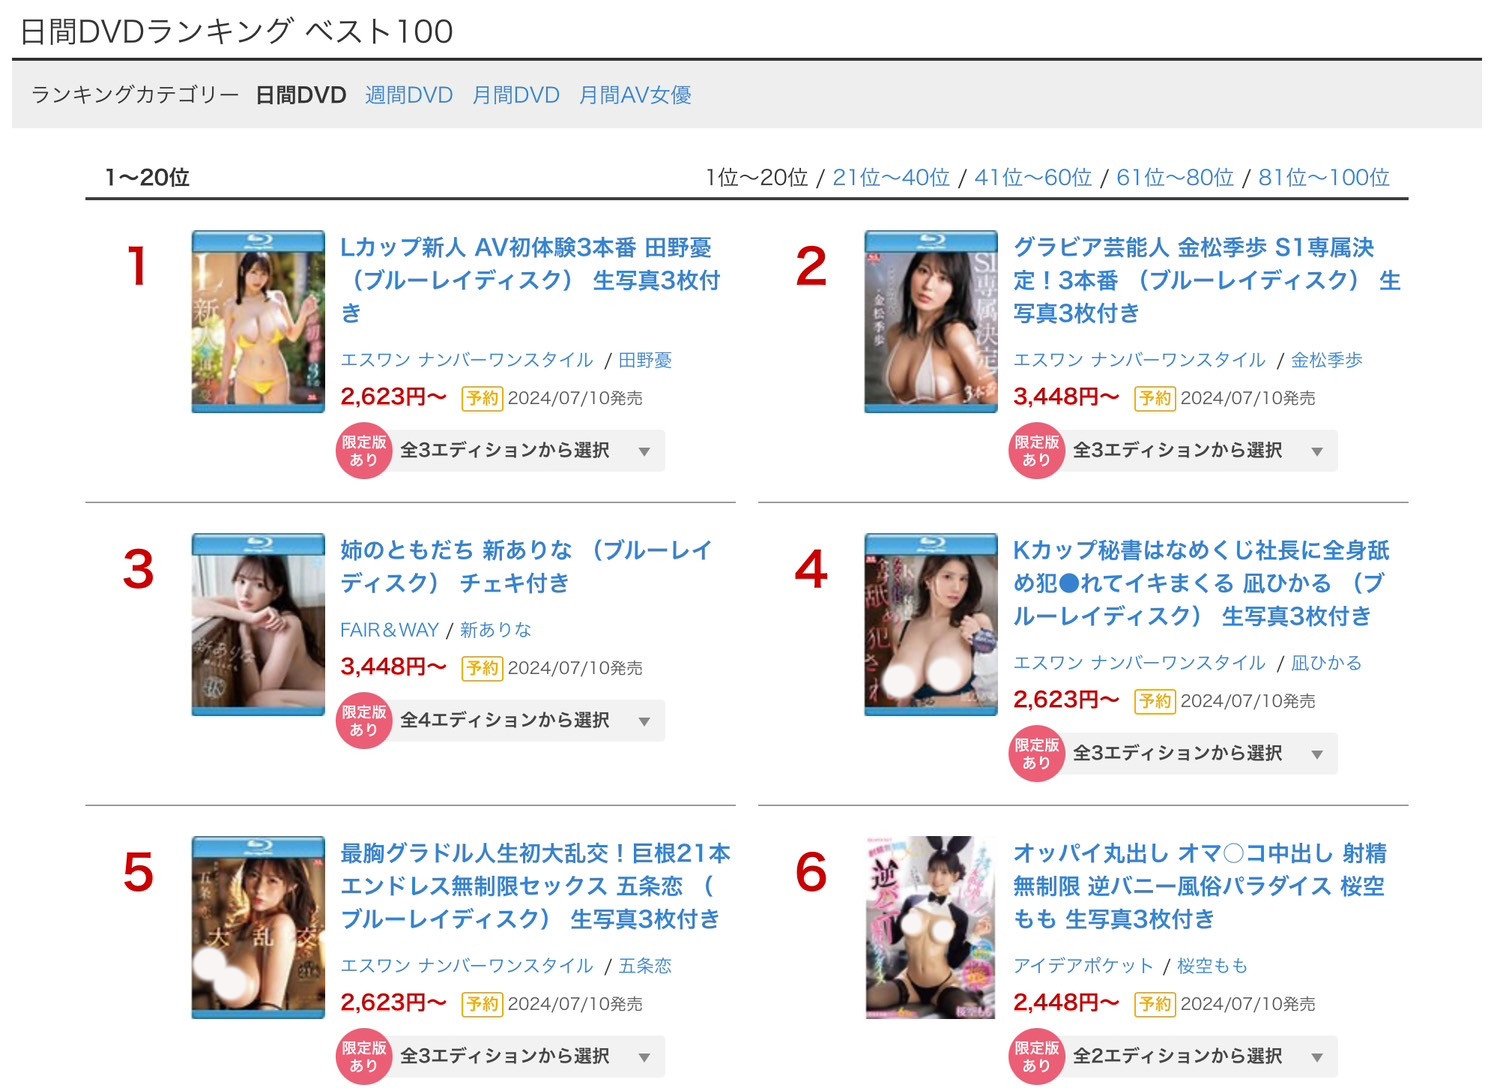 日間DVDランキング ベスト100
ランキングカテゴリー 日間DVD 週間DVD 月間DVD 月間AV女優
1〜20位
1位〜20位 / 21位〜40位 / 41位〜60位 / 61位〜80位 / 81位〜100位
1
Lカップ新人 AV初体験3本番 田野憂
（ブルーレイディスク） 生写真3枚付
き
エスワン ナンバーワンスタイル / 田野憂
2,623円〜 予約 2024/07/10発売
限定版
あり
全3エディションから選択 ▼
2
グラビア芸能人 金松季歩 S1専属決
定！3本番 （ブルーレイディスク） 生
写真3枚付き
エスワン ナンバーワンスタイル / 金松季歩
3,448円〜 予約 2024/07/10発売
限定版
あり
全3エディションから選択 ▼
S1専属決定
金松季歩
3本番
3
姉のともだち 新ありな （ブルーレイ
ディスク） チェキ付き
FAIR＆WAY / 新ありな
3,448円〜 予約 2024/07/10発売
限定版
あり
全4エディションから選択 ▼
新ありな
4
Kカップ秘書はなめくじ社長に全身舐
め犯●れてイキまくる 凪ひかる （ブ
ルーレイディスク） 生写真3枚付き
エスワン ナンバーワンスタイル / 凪ひかる
2,623円〜 予約 2024/07/10発売
限定版
あり
全3エディションから選択 ▼
5
最胸グラドル人生初大乱交！巨根21本
エンドレス無制限セックス 五条恋 （
ブルーレイディスク） 生写真3枚付き
エスワン ナンバーワンスタイル / 五条恋
2,623円〜 予約 2024/07/10発売
限定版
あり
全3エディションから選択 ▼
五条恋
大乱交
6
オッパイ丸出し オマ○コ中出し 射精
無制限 逆バニー風俗パラダイス 桜空
もも 生写真3枚付き
アイデアポケット / 桜空もも
2,448円〜 予約 2024/07/10発売
限定版
あり
全2エディションから選択 ▼